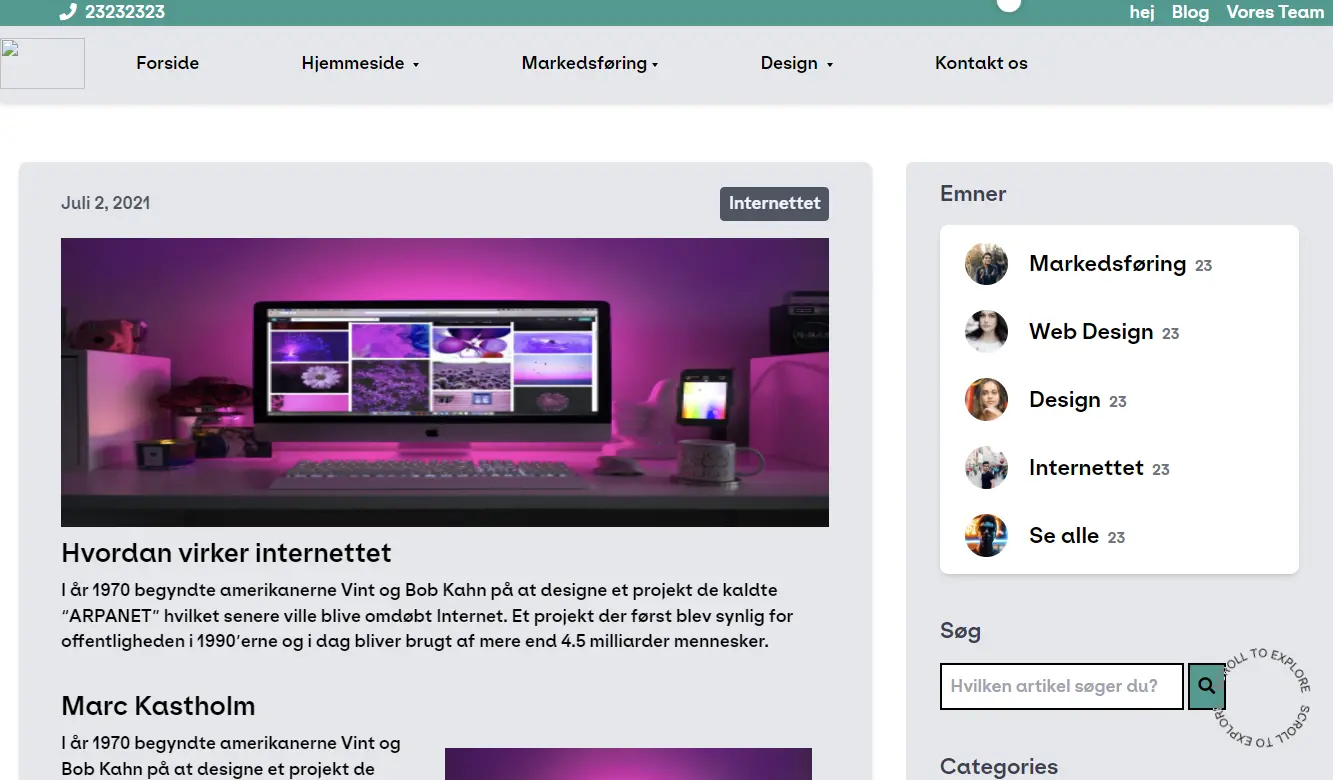 23232323
hej Blog Vores Team
Forside Hjemmeside Markedsføring Design Kontakt os
Juli 2, 2021
Internettet
Hvordan virker internettet
I år 1970 begyndte amerikanerne Vint og Bob Kahn på at designe et projekt de kaldte
“ARPANET” hvilket senere ville blive omdøbt Internet. Et projekt der først blev synlig for
offentligheden i 1990’erne og i dag bliver brugt af mere end 4.5 milliarder mennesker.
Marc Kastholm
I år 1970 begyndte amerikanerne Vint og
Bob Kahn på at designe et projekt de
Emner
Markedsføring 23
Web Design 23
Design 23
Internettet 23
Se alle 23
Søg
Hvilken artikel søger du?
SCROLL TO EXPLORE SCROLL TO EXPLORE
Categories